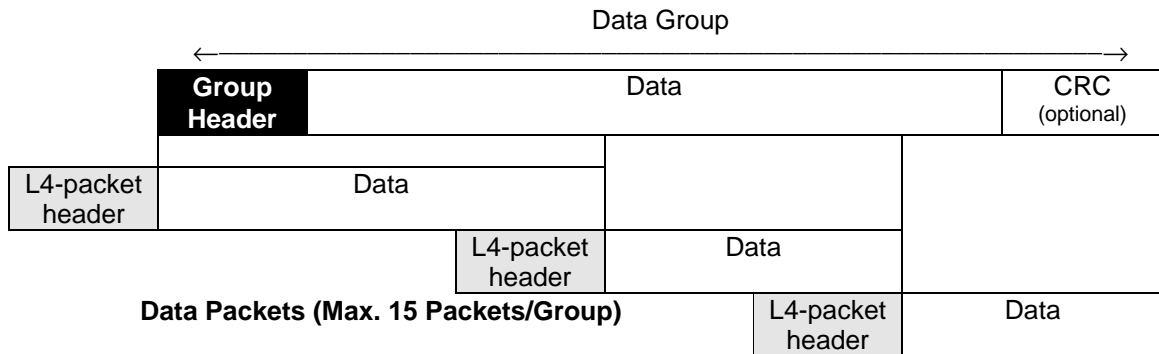 Data Group
Group Data CRC
Header (optional)
L4-packet Data
header
L4-packet Data
header
Data Packets (Max. 15 Packets/Group) L4-packet Data
header